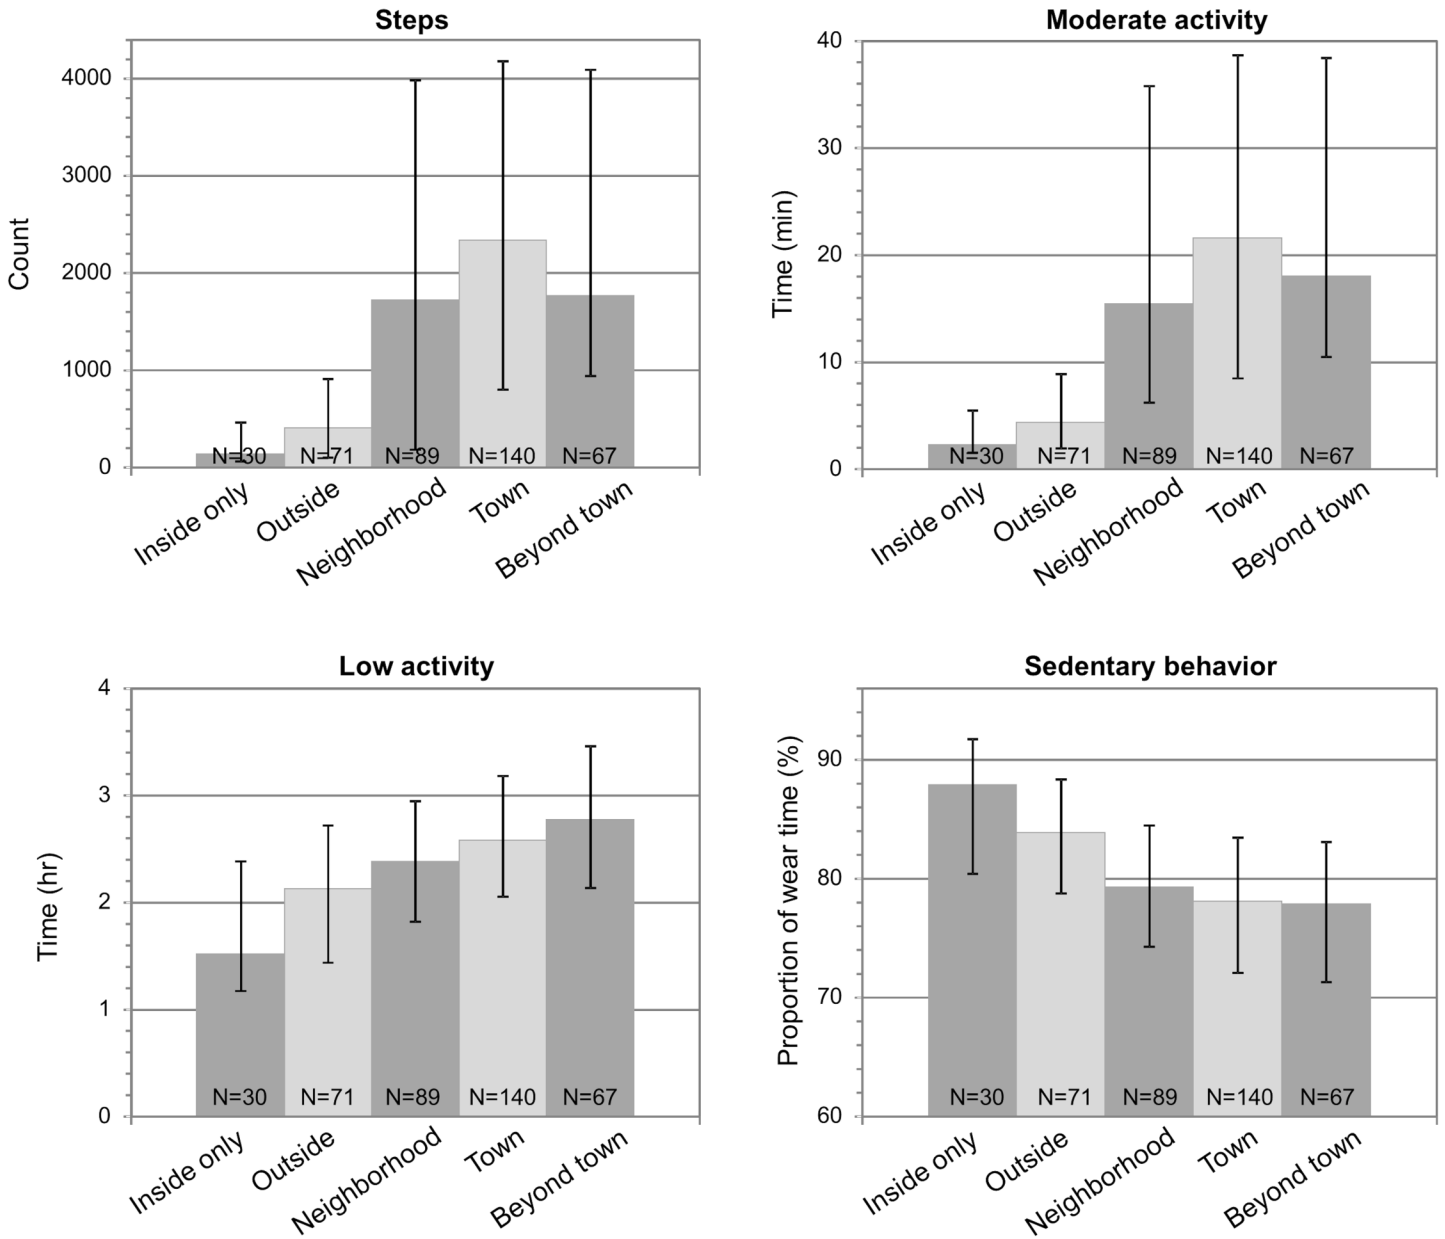 Steps
Count
4000
3000
2000
1000
0
N=30 N=71 N=89 N=140 N=67
Inside only
Outside
Neighborhood
Town
Beyond town
Moderate activity
Time (min)
40
30
20
10
0
N=30 N=71 N=89 N=140 N=67
Inside only
Outside
Neighborhood
Town
Beyond town
Low activity
Time (hr)
4
3
2
1
0
N=30 N=71 N=89 N=140 N=67
Inside only
Outside
Neighborhood
Town
Beyond town
Sedentary behavior
Proportion of wear time (%)
90
80
70
60
N=30 N=71 N=89 N=140 N=67
Inside only
Outside
Neighborhood
Town
Beyond town